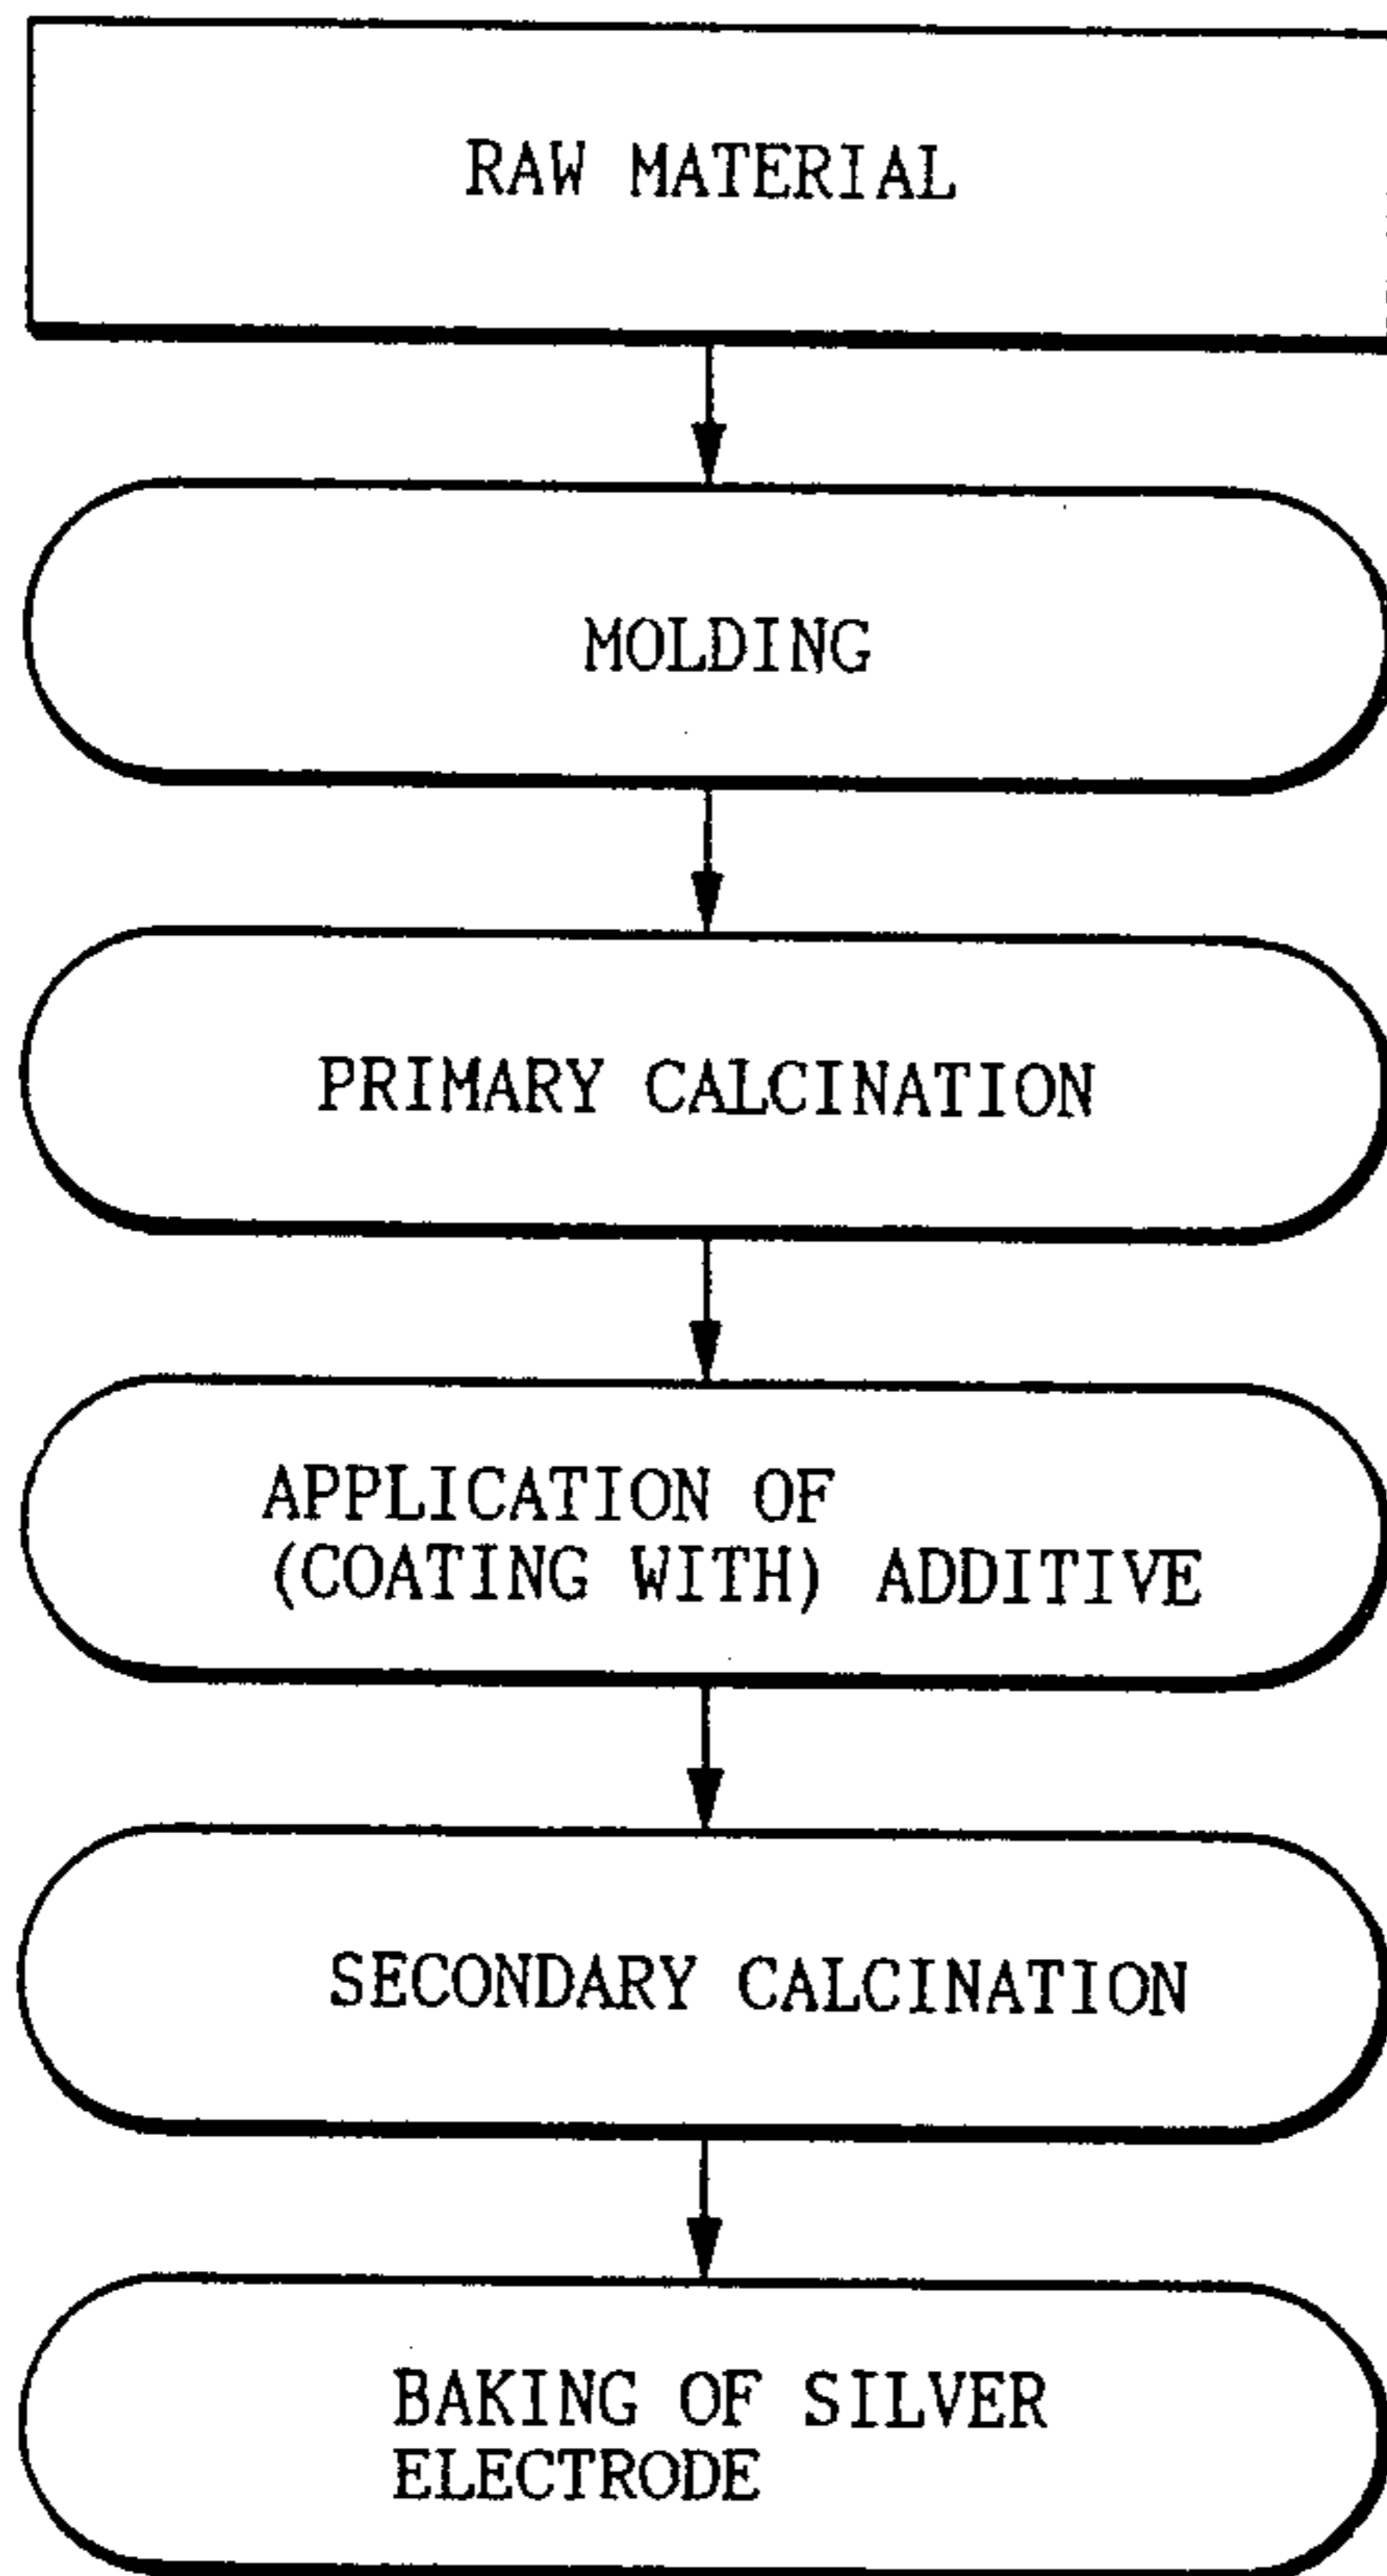 RAW MATERIAL
MOLDING
PRIMARY CALCINATION
APPLICATION OF
(COATING WITH) ADDITIVE
SECONDARY CALCINATION
BAKING OF SILVER
ELECTRODE